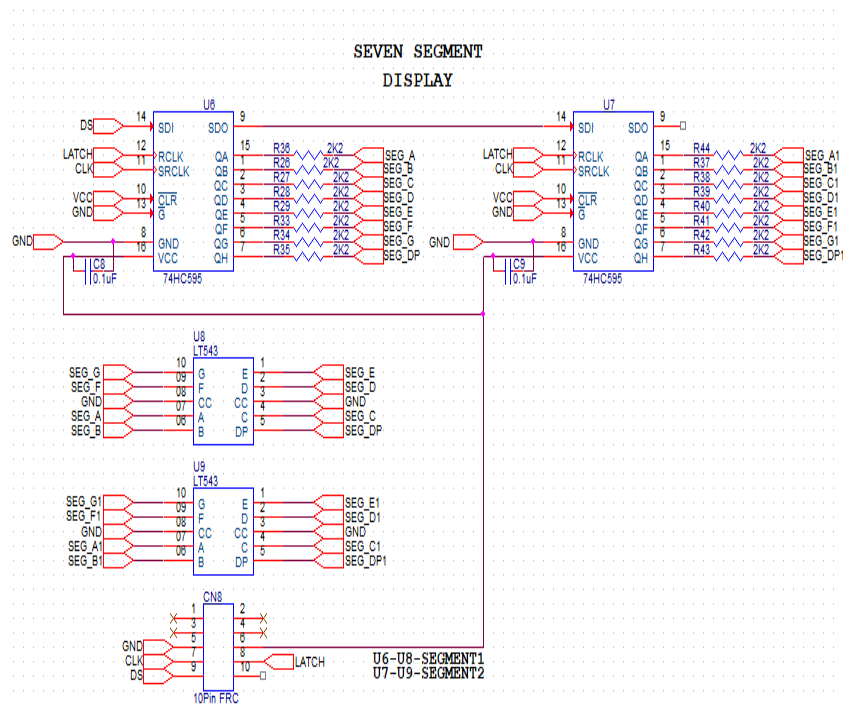 SEVEN SEGMENT
DISPLAY
U6
14 9
DS SDI SDO
LATCH 12 RCLK QA 15 R36 2K2 SEG_A
CLK 11 SRCLK QB 1 R26 2K2 SEG_B
QC 2 R27 2K2 SEG_C
VCC 10 CLR QD 3 R28 2K2 SEG_D
GND 13 G QE 4 R29 2K2 SEG_E
QF 5 R33 2K2 SEG_F
GND 8 GND QG 6 R34 2K2 SEG_G
16 VCC QH 7 R35 2K2 SEG_DP
C8
0.1uF
74HC595
U7
14 9
SDI SDO
LATCH 12 RCLK QA 15 R44 2K2 SEG_A1
CLK 11 SRCLK QB 1 R37 2K2 SEG_B1
QC 2 R38 2K2 SEG_C1
VCC 10 CLR QD 3 R39 2K2 SEG_D1
GND 13 G QE 4 R40 2K2 SEG_E1
QF 5 R41 2K2 SEG_F1
GND 8 GND QG 6 R42 2K2 SEG_G1
16 VCC QH 7 R43 2K2 SEG_DP1
C9
0.1uF
74HC595
U8
LT543
SEG_G 10 G E 1 SEG_E
SEG_F 09 F D 2 SEG_D
GND 08 CC CC 3 GND
SEG_A 07 A C 4 SEG_C
SEG_B 06 B DP 5 SEG_DP
U9
LT543
SEG_G1 10 G E 1 SEG_E1
SEG_F1 09 F D 2 SEG_D1
GND 08 CC CC 3 GND
SEG_A1 07 A C 4 SEG_C1
SEG_B1 06 B DP 5 SEG_DP1
CN8
1 2
3 4
GND 5 6
CLK 7 8 LATCH
DS 9 10
10Pin FRC
U6-U8-SEGMENT1
U7-U9-SEGMENT2